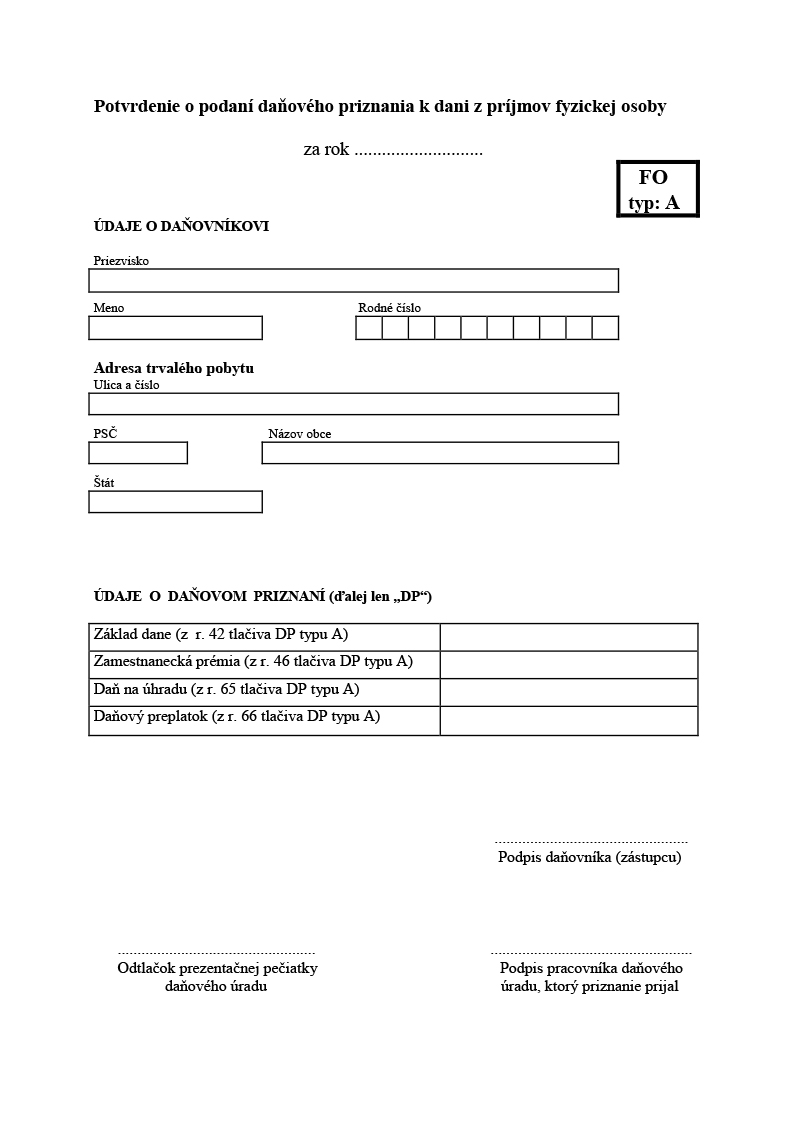 Potvrdenie o podaní daňového priznania k dani z príjmov fyzickej osoby
za rok ............................
FO
typ: A
ÚDAJE O DAŇOVNÍKOVI
Priezvisko
Meno
Rodné číslo
Adresa trvalého pobytu
Ulica a číslo
PSČ
Názov obce
Štát
ÚDAJE O DAŇOVOM PRIZNANÍ (ďalej len „DP“)
Základ dane (z r. 42 tlačiva DP typu A)
Zamestnanecká prémia (z r. 46 tlačiva DP typu A)
Daň na úhradu (z r. 65 tlačiva DP typu A)
Daňový preplatok (z r. 66 tlačiva DP typu A)
Podpis daňovníka (zástupcu)
Odtlačok prezentačnej pečiatky
daňového úradu
Podpis pracovníka daňového
úradu, ktorý priznanie prijal